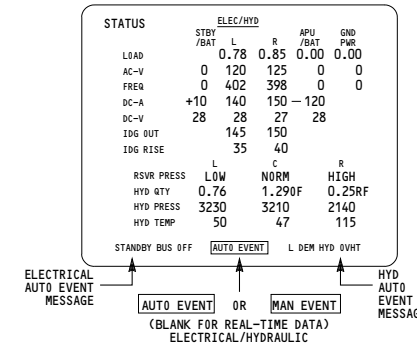 STATUS
ELEC/HYD
STBY /BAT L R APU /BAT GND PWR
LOAD 0.78 0.85 0.00 0.00
AC-V 0 120 125 0 0
FREQ 0 402 398 0 0
DC-A +10 140 150 –120
DC-V 28 28 27 28
IDG OUT 145 150
IDG RISE 35 40
L C R
RSVR PRESS LOW NORM HIGH
HYD QTY 0.76 1.29OF 0.25RF
HYD PRESS 3230 3210 2140
HYD TEMP 50 47 115
STANDBY BUS OFF AUTO EVENT L DEM HYD OVHT
ELECTRICAL AUTO EVENT MESSAGE
HYD AUTO EVENT MESSAG
AUTO EVENT OR MAN EVENT
(BLANK FOR REAL-TIME DATA)
ELECTRICAL/HYDRAULIC